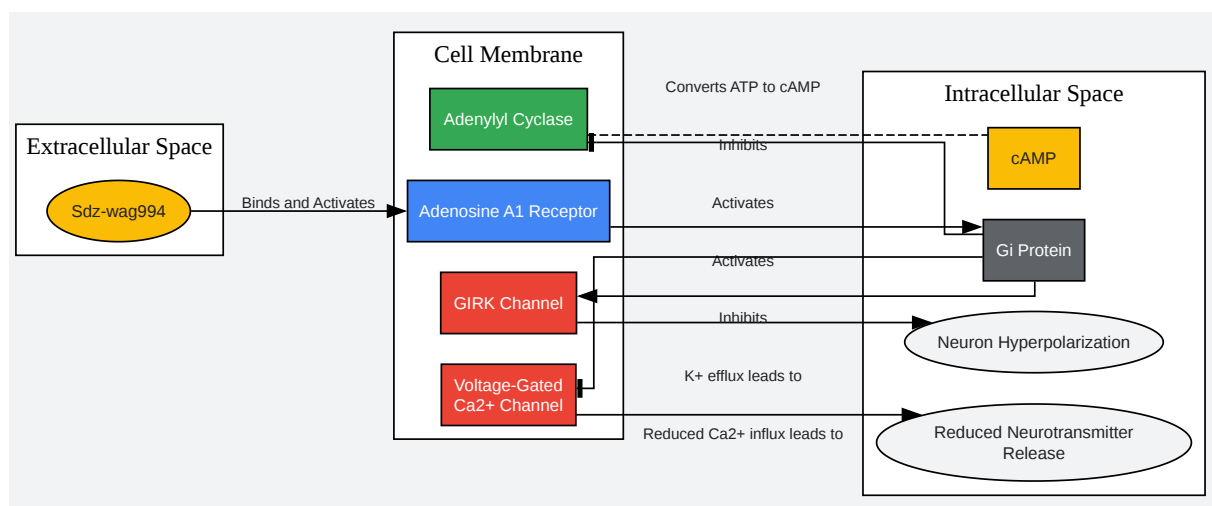 Cell Membrane
Converts ATP to cAMP
Intracellular Space
Adenylyl Cyclase
Extracellular Space
Inhibits
cAMP
Sdz-wag994
Binds and Activates
Adenosine A1 Receptor
Activates
Gi Protein
Activates
GIRK Channel
Inhibits
Neuron Hyperpolarization
K+ efflux leads to
Voltage-Gated
Ca2+ Channel
Reduced Ca2+ influx leads to
Reduced Neurotransmitter
Release